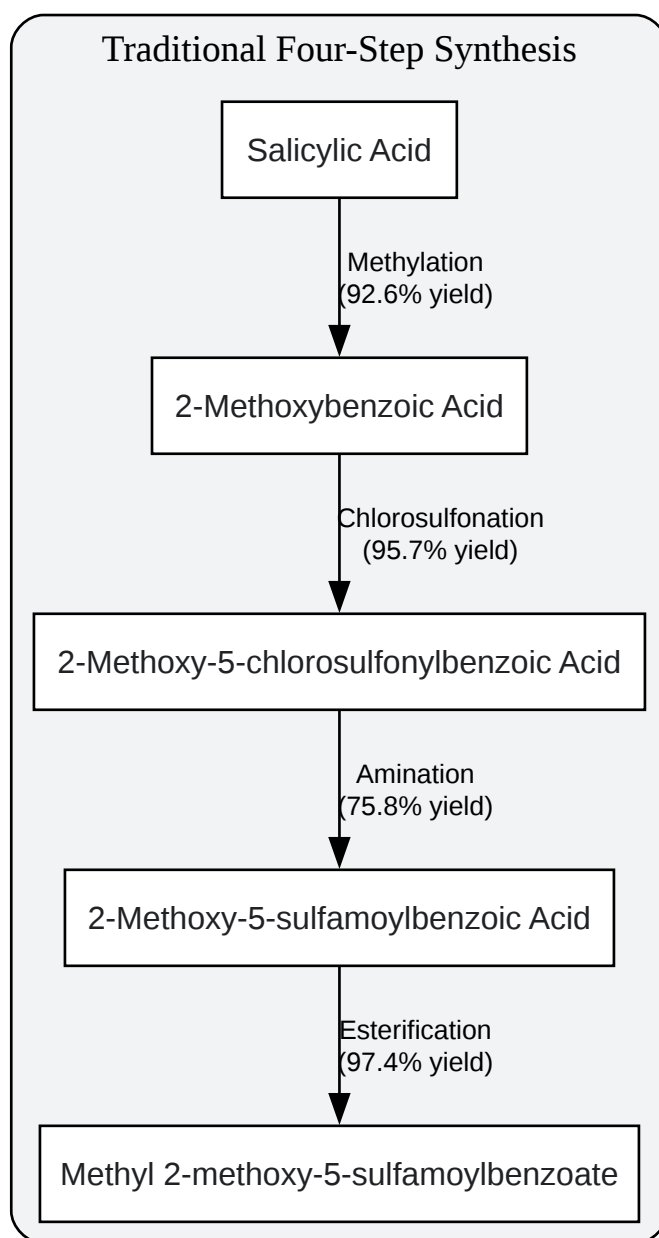 Traditional Four-Step Synthesis
Salicylic Acid
Methylation
(92.6% yield)
2-Methoxybenzoic Acid
Chlorosulfonation
(95.7% yield)
2-Methoxy-5-chlorosulfonylbenzoic Acid
Amination
(75.8% yield)
2-Methoxy-5-sulfamoylbenzoic Acid
Esterification
(97.4% yield)
Methyl 2-methoxy-5-sulfamoylbenzoate